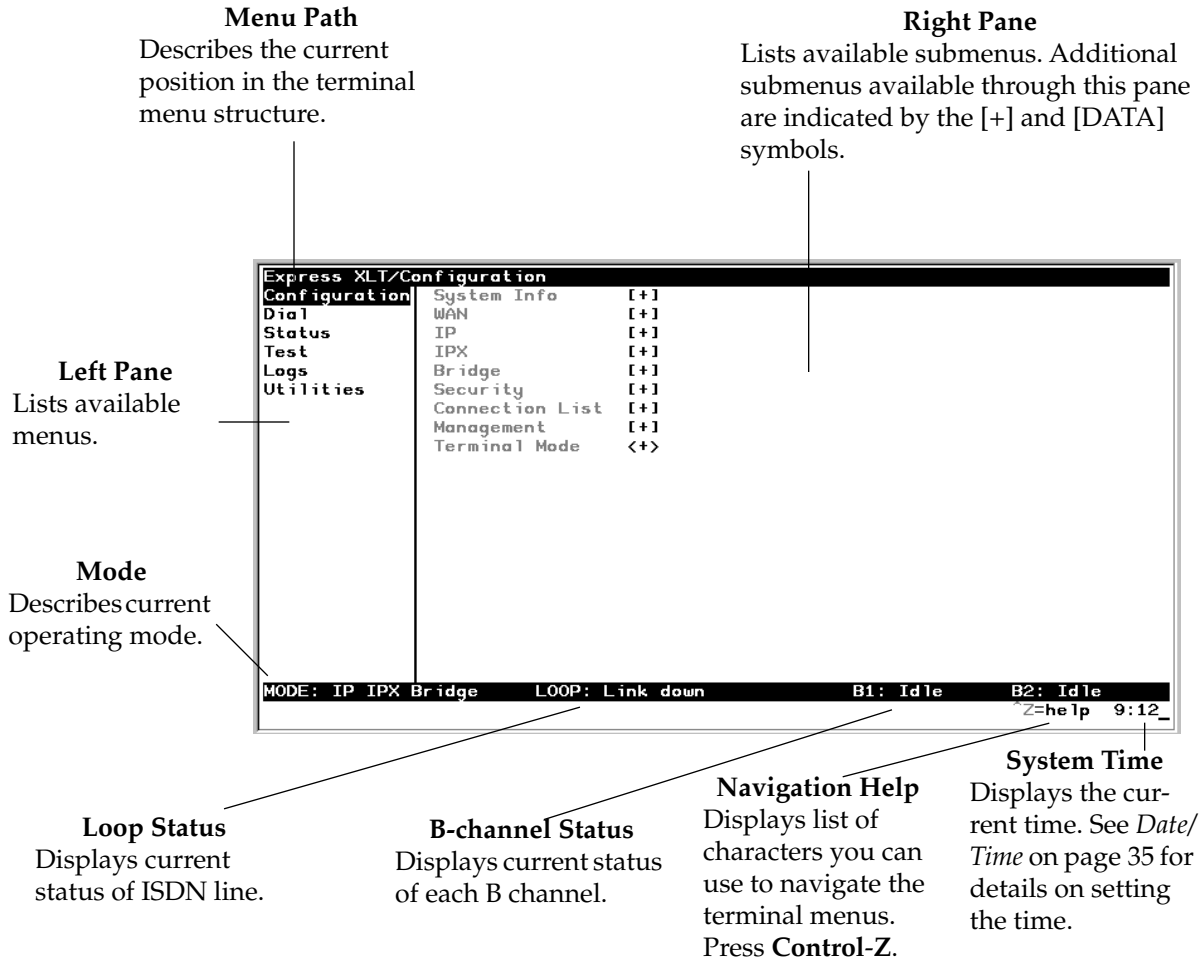 Menu Path
Describes the current
position in the terminal
menu structure.
Right Pane
Lists available submenus. Additional
submenus available through this pane
are indicated by the [+] and [DATA]
symbols.
Express XLT/Configuration
Configuration
Dial
Status
Test
Logs
Utilities
System Info [+]
WAN [+]
IP [+]
IPX [+]
Bridge [+]
Security [+]
Connection List [+]
Management [+]
Terminal Mode <+>
Left Pane
Lists available
menus.
Mode
Describes current
operating mode.
MODE: IP IPX Bridge LOOP: Link down B1: Idle B2: Idle
^Z=help 9:12_
Loop Status
Displays current
status of ISDN line.
B-channel Status
Displays current status
of each B channel.
Navigation Help
Displays list of
characters you can
use to navigate the
terminal menus.
Press Control-Z.
System Time
Displays the cur-
rent time. See Date/
Time on page 35 for
details on setting
the time.